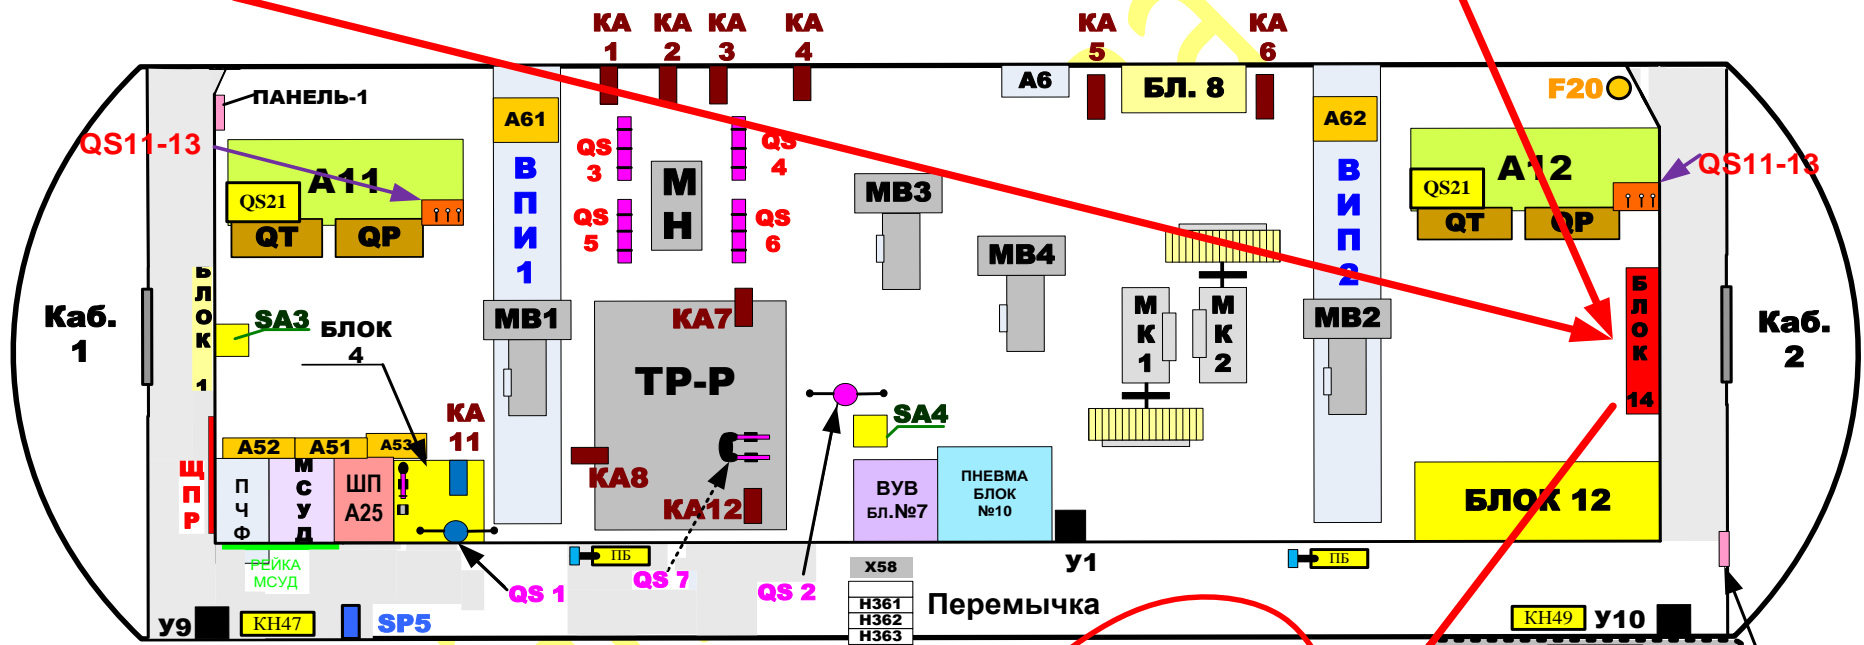 КА 1
КА 2
КА 3
КА 4
КА 5
КА 6
А6
БЛ. 8
F20
ПАНЕЛЬ-1
QS11-13
А11
QS21
QT
QP
А61
ВПИ1
QS 3
QS 4
QS 5
QS 6
МН
МВ3
МВ4
А62
ВИП2
А12
QS21
QS11-13
QT
QP
Каб. 1
БЛОК 1
SA3
БЛОК 4
МВ1
КА7
ТР-Р
МК1
МК2
МВ2
БЛОК 14
Каб. 2
КА 11
SA4
А52
А51
А53
ЩПР
ПЧФ
МСУД
ШП А25
КА8
КА12
ВУВ бл.№7
ПНЕВМА БЛОК №10
БЛОК 12
РЕЙКА МСУД
QS 1
ПБ
QS 7
QS 2
Х58
У1
ПБ
Н361
Н362
Н363
Перемычка
У9
КН47
SP5
КН49
У10